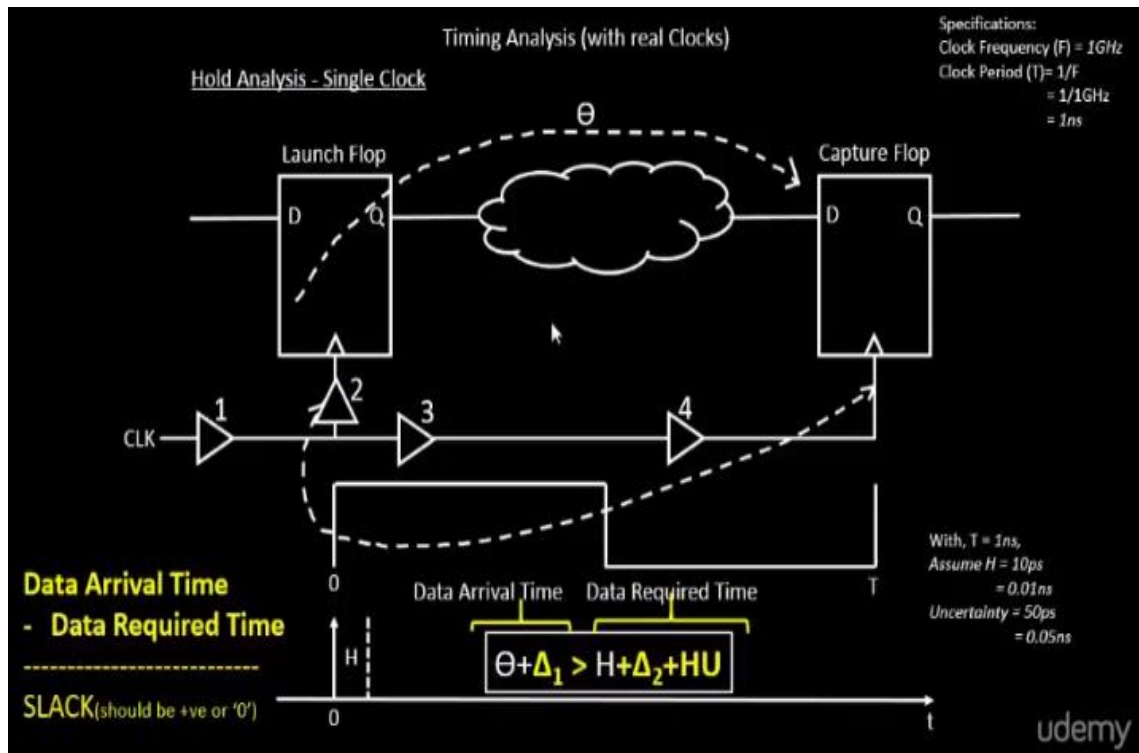 Timing Analysis (with real Clocks)
Specifications:
Clock Frequency (F) = 1GHz
Clock Period (T)= 1/F
= 1/1GHz
= 1ns
Hold Analysis - Single Clock
Θ
Launch Flop
Capture Flop
D
Q
D
Q
1
2
3
4
CLK
0
T
With, T = 1ns,
Assume H = 10ps
= 0.01ns
Uncertainty = 50ps
= 0.05ns
Data Arrival Time
- Data Required Time
----------------------------
SLACK(should be +ve or '0')
Data Arrival Time
Data Required Time
H
Θ+Δ1 > H+Δ2+HU
0
t
udemy